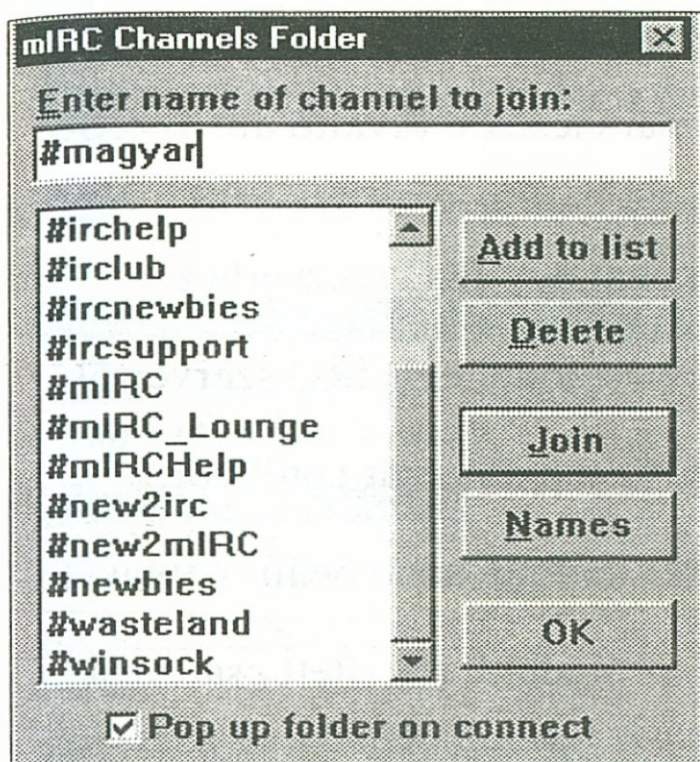 mIRC Channels Folder
Enter name of channel to join:
#magyar
#irchelp
#irclub
#ircnewbies
#ircsupport
#mIRC
#mIRC_Lounge
#mIRCHelp
#new2irc
#new2mIRC
#newbies
#wasteland
#winsock
Add to list
Delete
Join
Names
OK
Pop up folder on connect